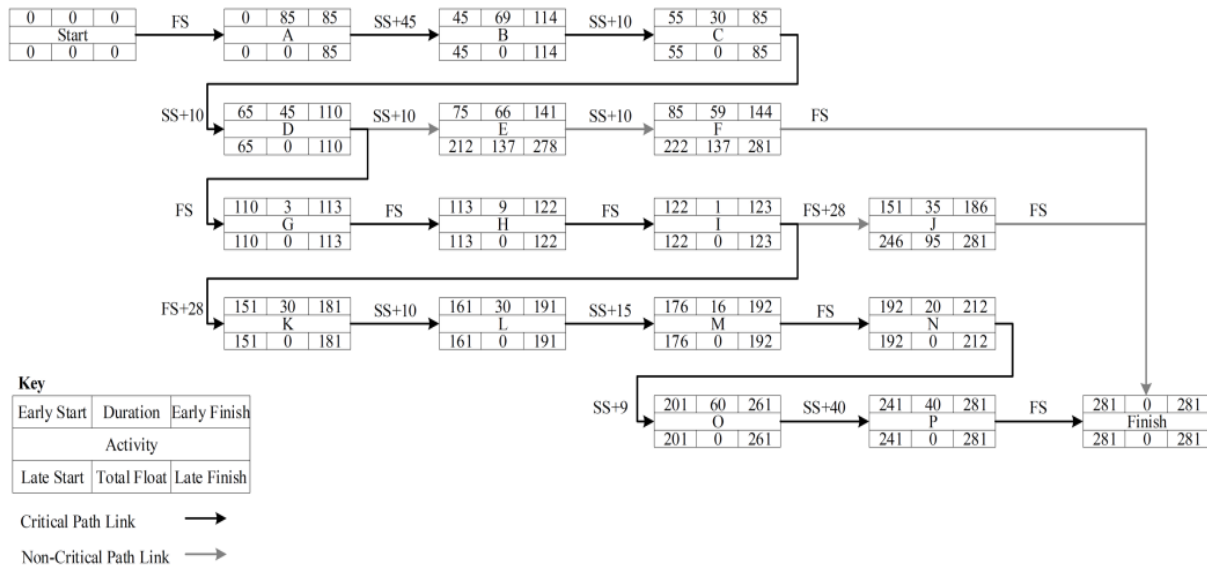 0 0 0
Start
0 0 0
FS
0 85 85
A
0 0 85
SS+45
45 69 114
B
45 0 114
SS+10
55 30 85
C
55 0 85
SS+10
65 45 110
D
65 0 110
SS+10
75 66 141
E
212 137 278
SS+10
85 59 144
F
222 137 281
FS
FS
110 3 113
G
110 0 113
FS
113 9 122
H
113 0 122
FS
122 1 123
I
122 0 123
FS+28
151 35 186
J
246 95 281
FS
FS+28
151 30 181
K
151 0 181
SS+10
161 30 191
L
161 0 191
SS+15
176 16 192
M
176 0 192
FS
192 20 212
N
192 0 212
SS+9
201 60 261
O
201 0 261
SS+40
241 40 281
P
241 0 281
FS
281 0 281
Finish
281 0 281
Key
Early Start Duration Early Finish
Activity
Late Start Total Float Late Finish
Critical Path Link
Non-Critical Path Link